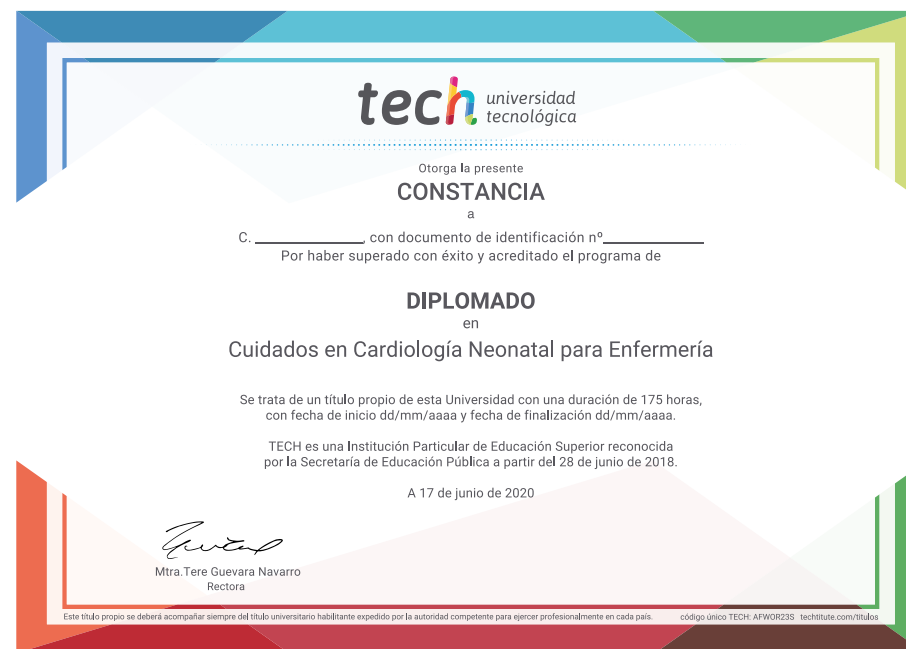 tech universidad
tecnológica
Otorga la presente
CONSTANCIA
a
C. ______________, con documento de identificación nº_____________
Por haber superado con éxito y acreditado el programa de
DIPLOMADO
en
Cuidados en Cardiología Neonatal para Enfermería
Se trata de un título propio de esta Universidad con una duración de 175 horas,
con fecha de inicio dd/mm/aaaa y fecha de finalización dd/mm/aaaa.
TECH es una Institución Particular de Educación Superior reconocida
por la Secretaría de Educación Pública a partir del 28 de junio de 2018.
A 17 de junio de 2020
Mtra.Tere Guevara Navarro
Rectora
Este título propio se deberá acompañar siempre del título universitario habilitante expedido por la autoridad competente para ejercer profesionalmente en cada país. código único TECH: AFWOR23S techtitute.com/titulos